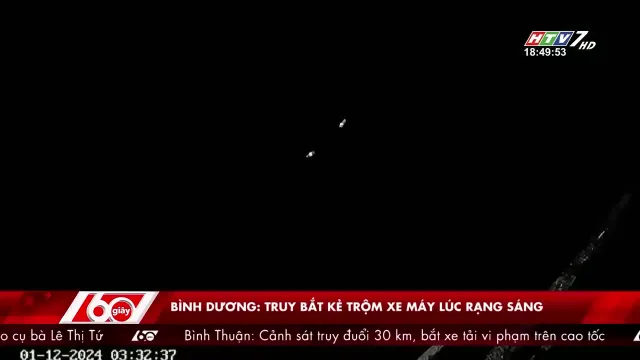 HTV7 HD
18:49:53
60 giây
BÌNH DƯƠNG: TRUY BẮT KẺ TRỘM XE MÁY LÚC RẠNG SÁNG
o cụ bà Lê Thị Tứ 60 Bình Thuận: Cảnh sát truy đuổi 30 km, bắt xe tải vi phạm trên cao tốc
01-12-2024 03:32:37